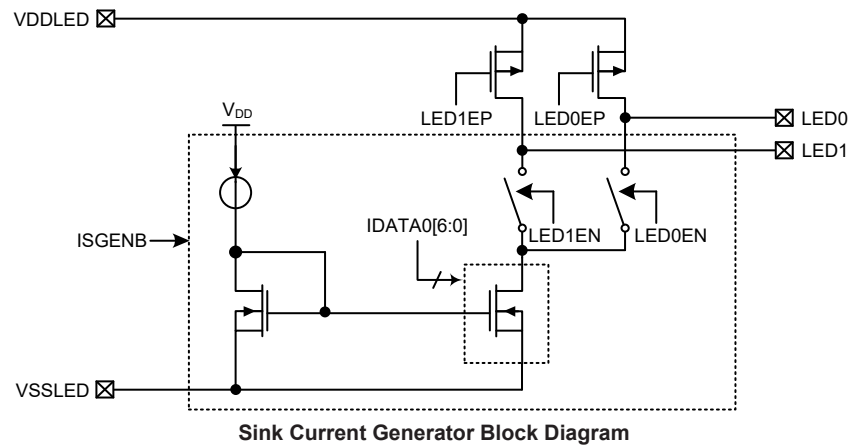 VDDLED
LED1EP
LED0EP
VDD
LED0
LED1
IDATA0[6:0]
LED1EN
LED0EN
ISGENB
VSSLED
Sink Current Generator Block Diagram